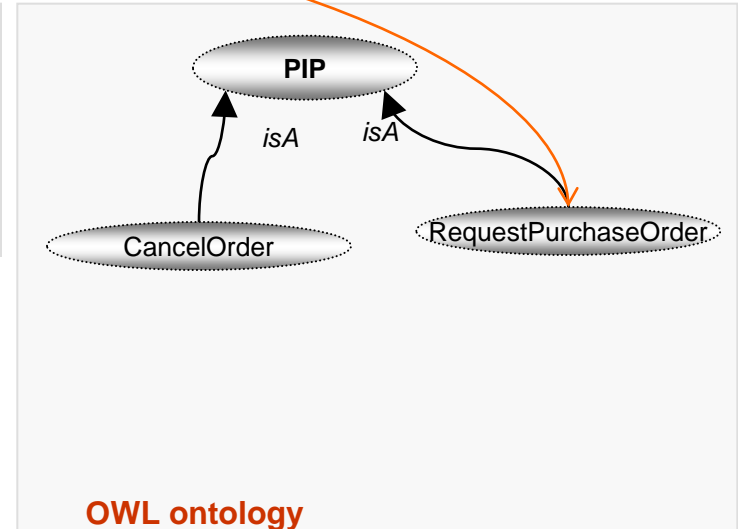 PIP
isA
isA
CancelOrder
RequestPurchaseOrder
OWL ontology